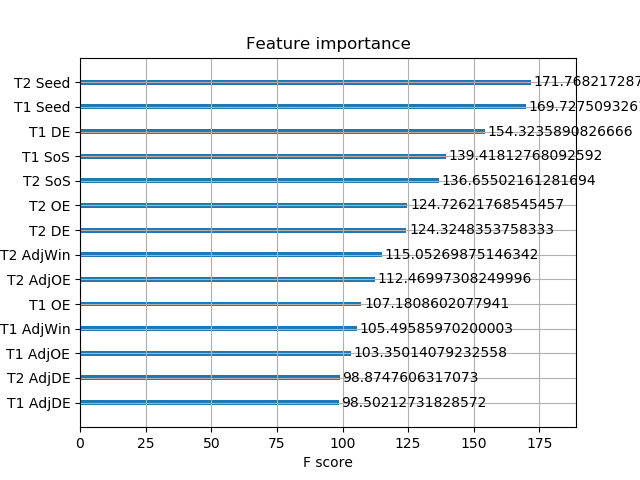 Feature importance
T2 Seed 171.768217287
T1 Seed 169.727509326
T1 DE 154.3235890826666
T1 SoS 139.41812768092592
T2 SoS 136.65502161281694
T2 OE 124.72621768545457
T2 DE 124.3248353758333
T2 AdjWin 115.05269875146342
T2 AdjOE 112.46997308249996
T1 OE 107.1808602077941
T1 AdjWin 105.49585970200003
T1 AdjOE 103.35014079232558
T2 AdjDE 98.8747606317073
T1 AdjDE 98.50212731828572
0 25 50 75 100 125 150 175
F score